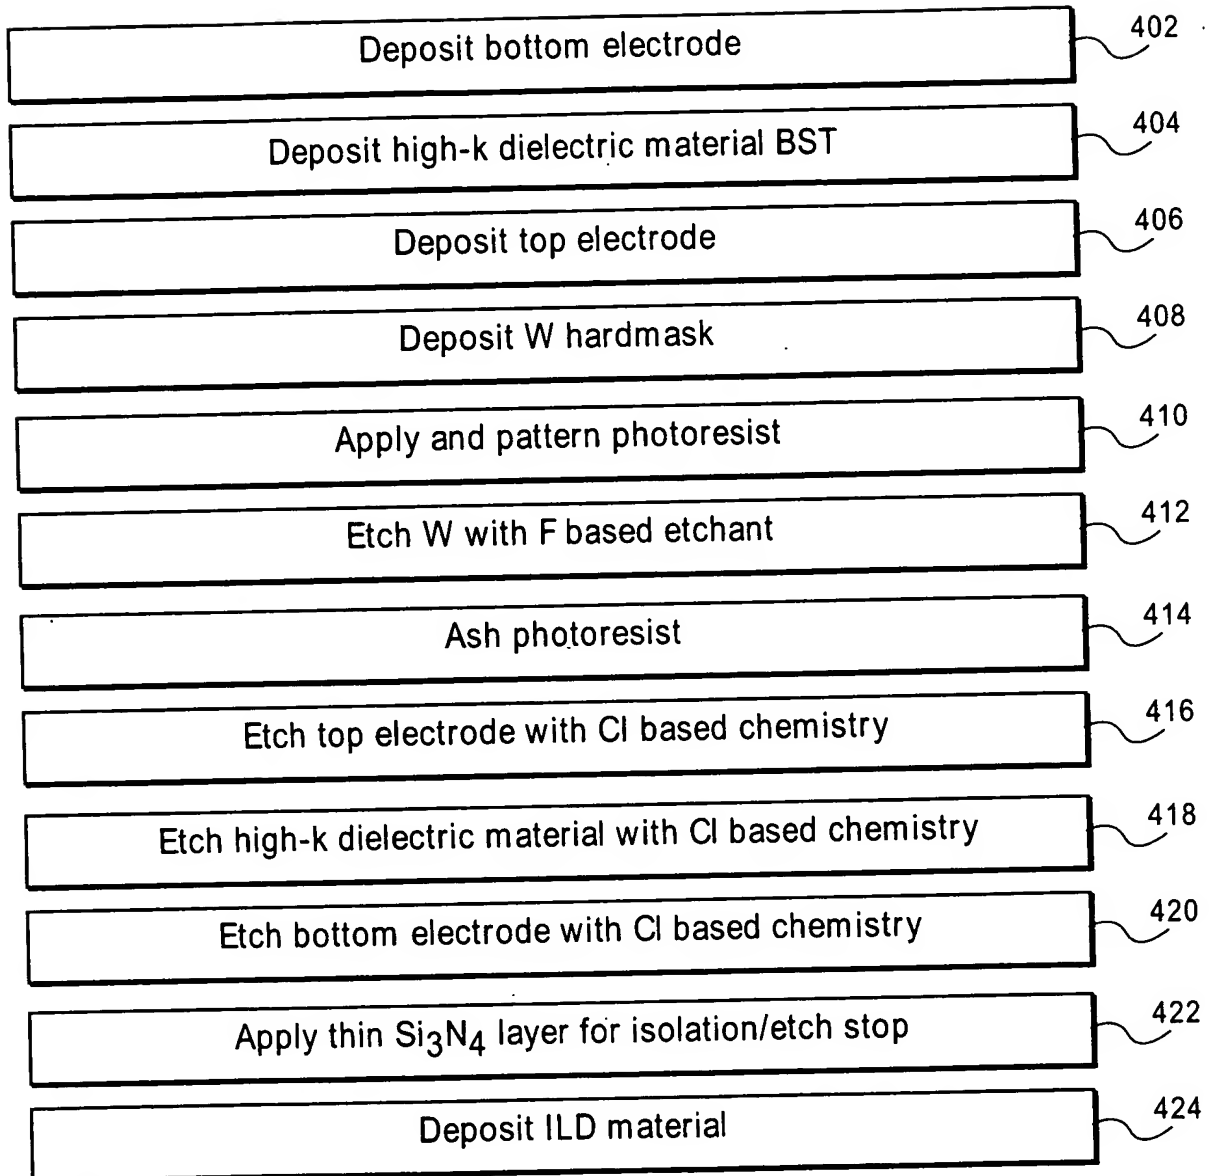 Deposit bottom electrode 402
Deposit high-k dielectric material BST 404
Deposit top electrode 406
Deposit W hardmask 408
Apply and pattern photoresist 410
Etch W with F based etchant 412
Ash photoresist 414
Etch top electrode with Cl based chemistry 416
Etch high-k dielectric material with Cl based chemistry 418
Etch bottom electrode with Cl based chemistry 420
Apply thin Si₃N₄ layer for isolation/etch stop 422
Deposit ILD material 424